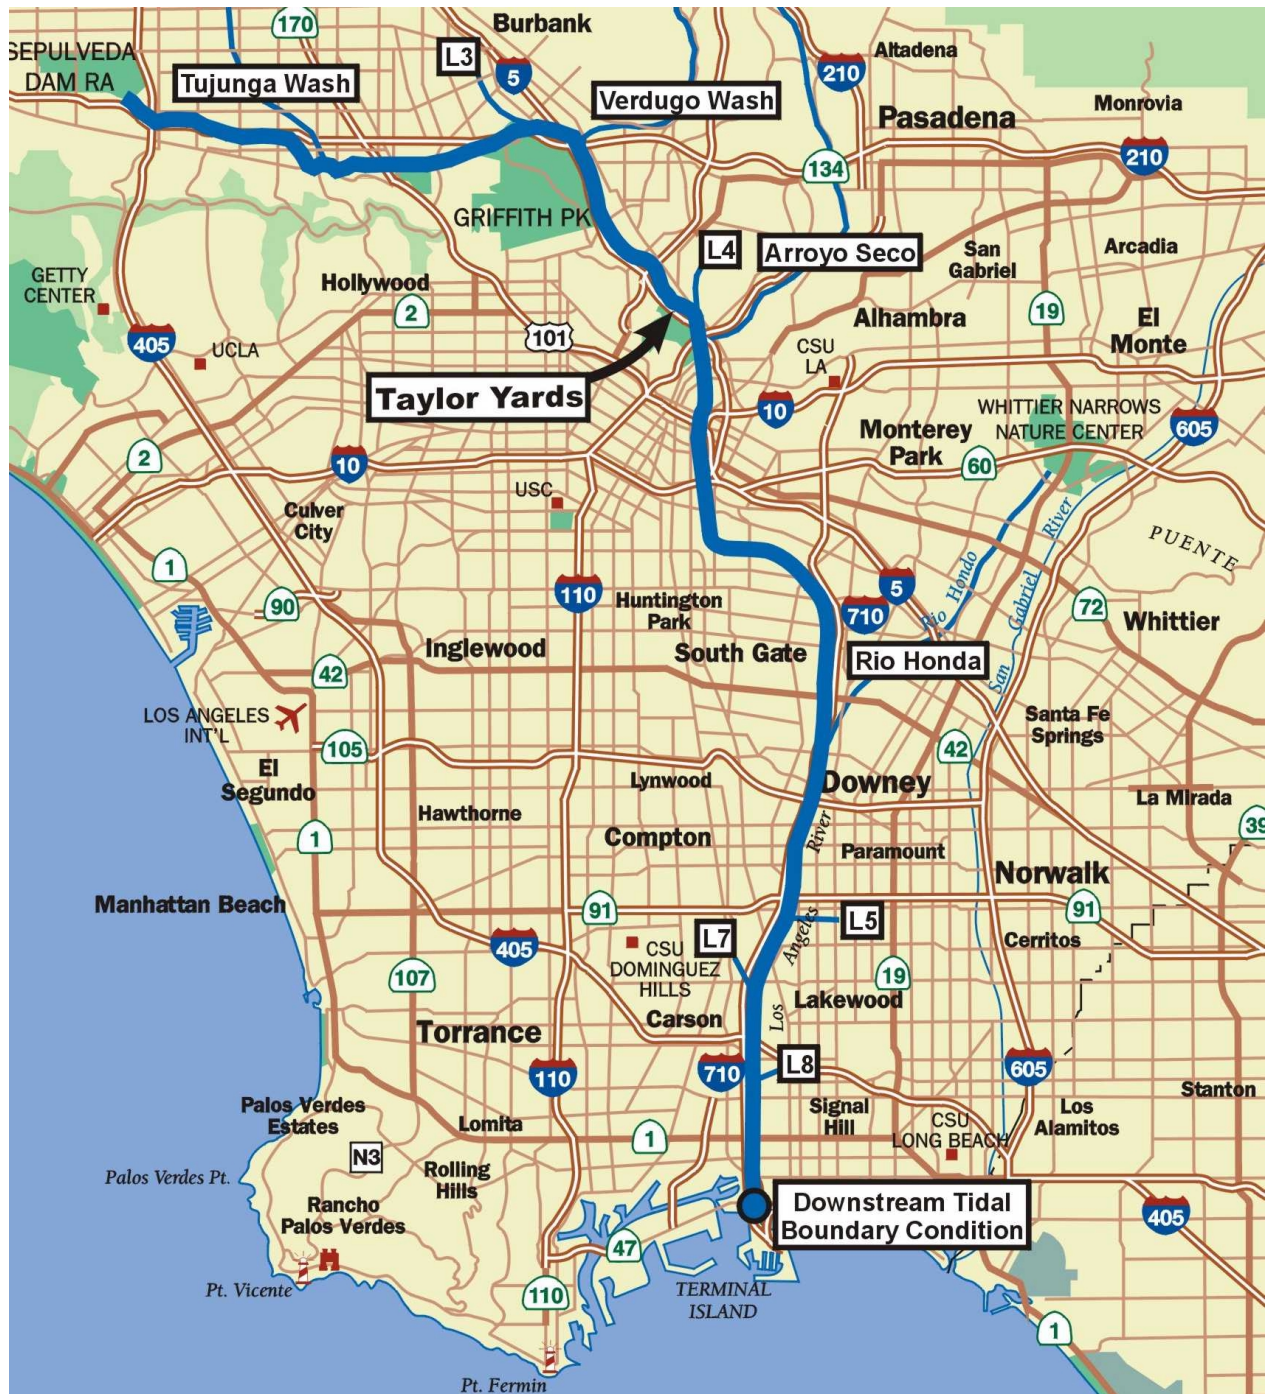 170
Burbank
SEPULVEDA
DAM RA
L3
5
Altadena
210
Tujunga Wash
Verdugo Wash
Monrovia
Pasadena
134
210
GRIFFITH PK
L4
Arroyo Seco
San
Gabriel
Arcadia
GETTY
CENTER
Hollywood
2
19
El
Monte
405
UCLA
101
Alhambra
CSU
LA
Taylor Yards
10
WHITTIER NARROWS
NATURE CENTER
605
2
10
Monterey
Park
60
USC
Culver
City
River
PUENTE
1
90
110
Huntington
Park
5
710
Rio Hondo
Gabriel
72
Whittier
Inglewood
South Gate
Rio Honda
San
42
LOS ANGELES
INT'L
105
Santa Fe
Springs
42
El
Segundo
Lynwood
Downey
La Mirada
Hawthorne
1
Compton
River
Paramount
39
Norwalk
Manhattan Beach
91
91
L7
L5
Angeles
405
CSU
DOMINGUEZ
HILLS
Cerritos
107
19
Lakewood
Torrance
Carson
Los
L8
110
710
605
Stanton
Palos Verdes
Estates
Lomita
1
Signal
Hill
CSU
LONG BEACH
Los
Alamitos
N3
Palos Verdes Pt.
Rolling
Hills
Rancho
Palos Verdes
Downstream Tidal
Boundary Condition
405
47
Pt. Vicente
110
TERMINAL
ISLAND
1
Pt. Fermin